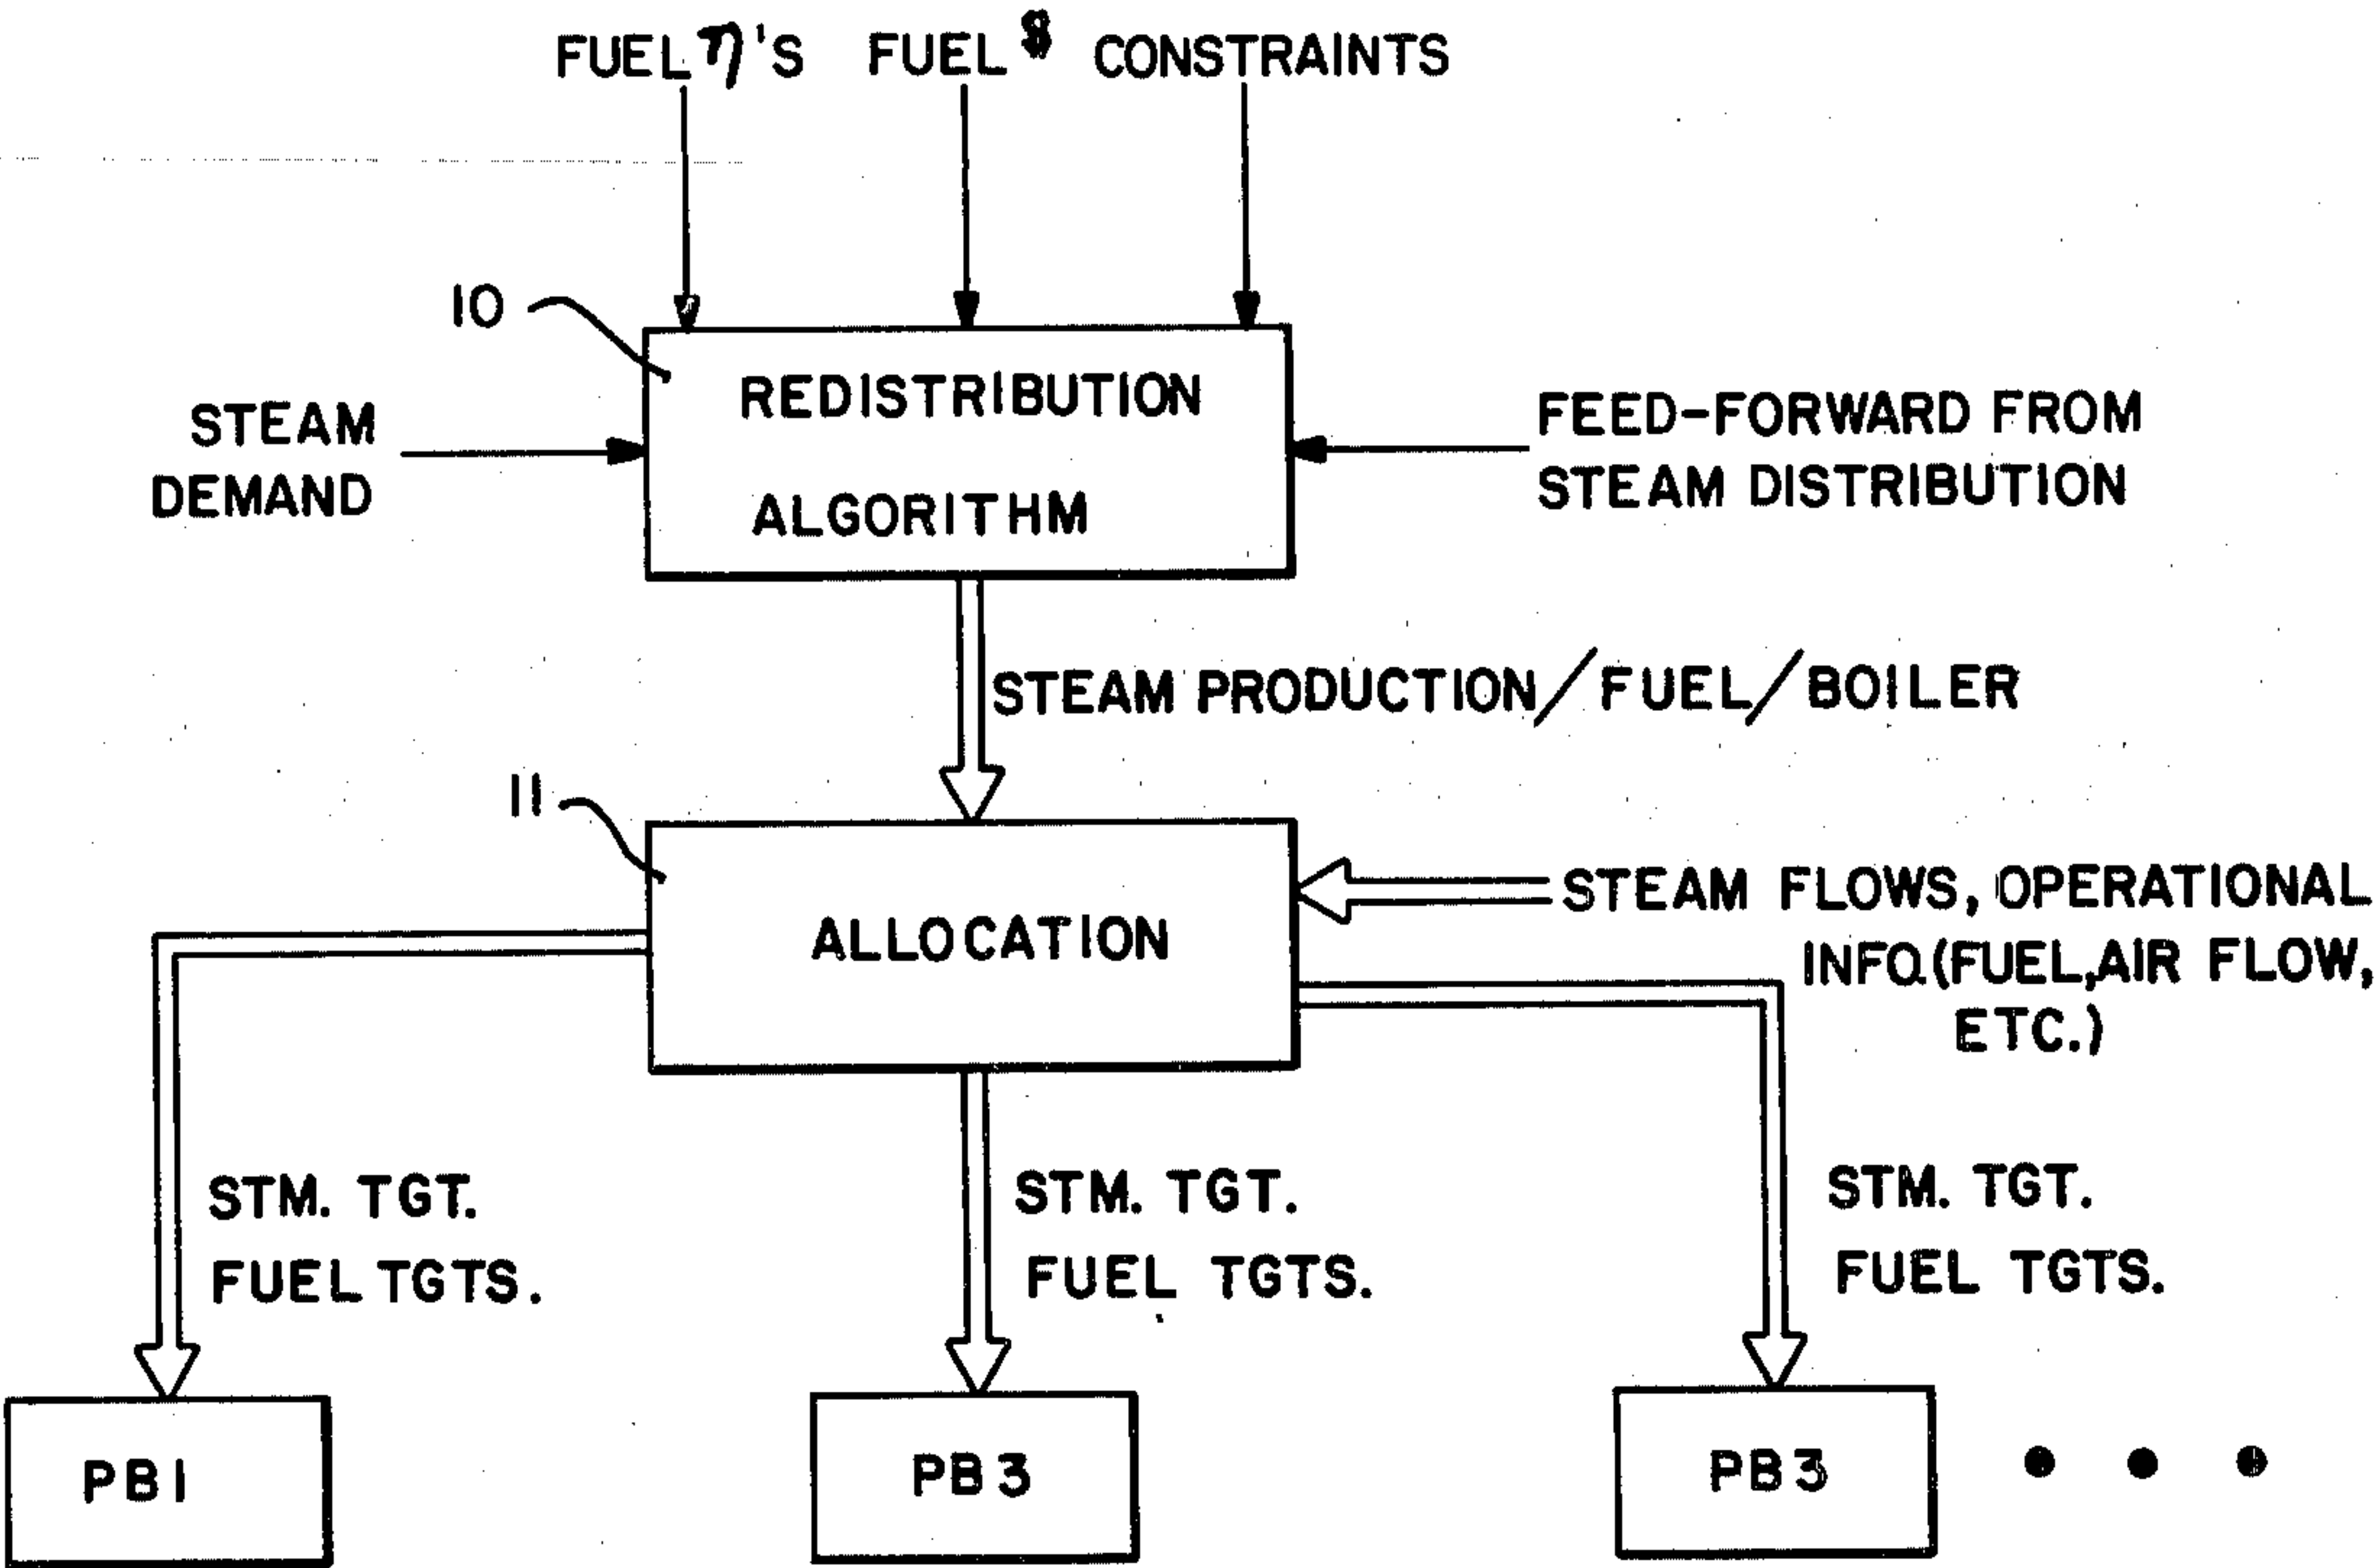 FUEL η'S FUEL $ CONSTRAINTS
10
REDISTRIBUTION
ALGORITHM
STEAM
DEMAND
FEED-FORWARD FROM
STEAM DISTRIBUTION
STEAM PRODUCTION/FUEL/BOILER
11
ALLOCATION
STEAM FLOWS, OPERATIONAL
INFO.(FUEL,AIR FLOW,
ETC.)
STM. TGT.
FUEL TGTS.
STM. TGT.
FUEL TGTS.
STM. TGT.
FUEL TGTS.
PB1
PB3
PB3
• • •